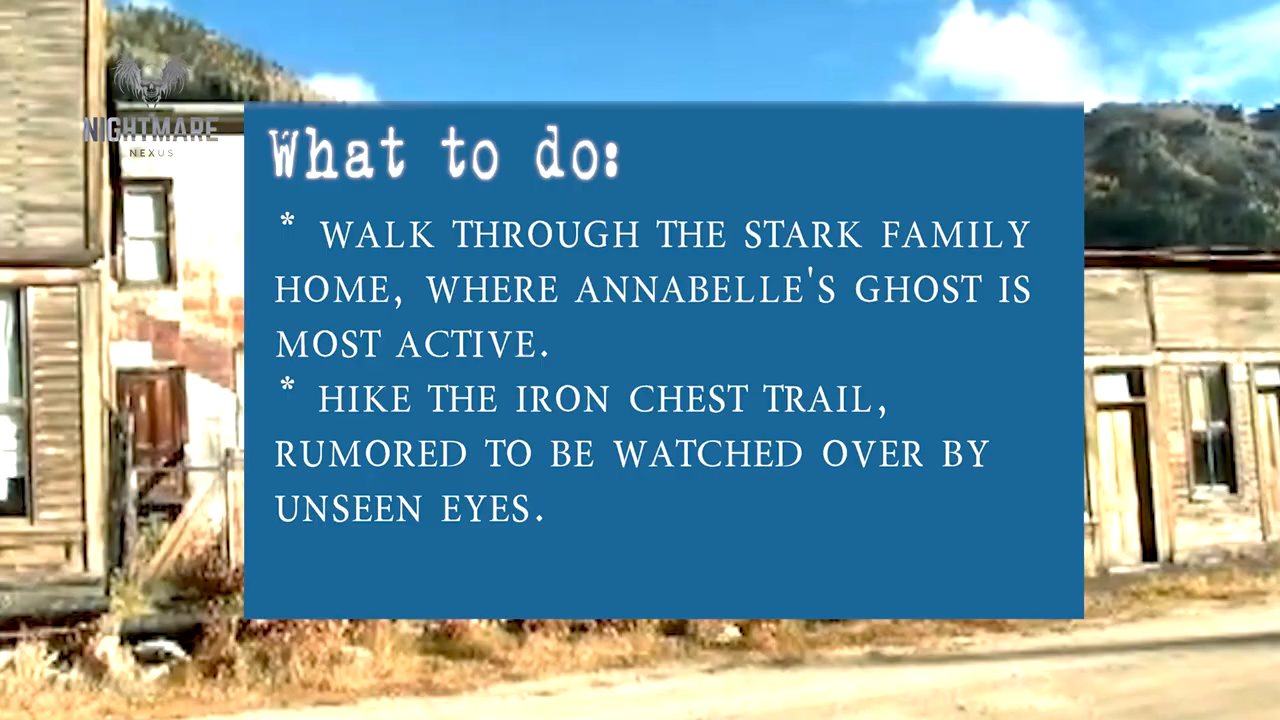 NIGHTMARE
NEXUS
What to do:
* WALK THROUGH THE STARK FAMILY
HOME, WHERE ANNABELLE'S GHOST IS
MOST ACTIVE.
* HIKE THE IRON CHEST TRAIL,
RUMORED TO BE WATCHED OVER BY
UNSEEN EYES.